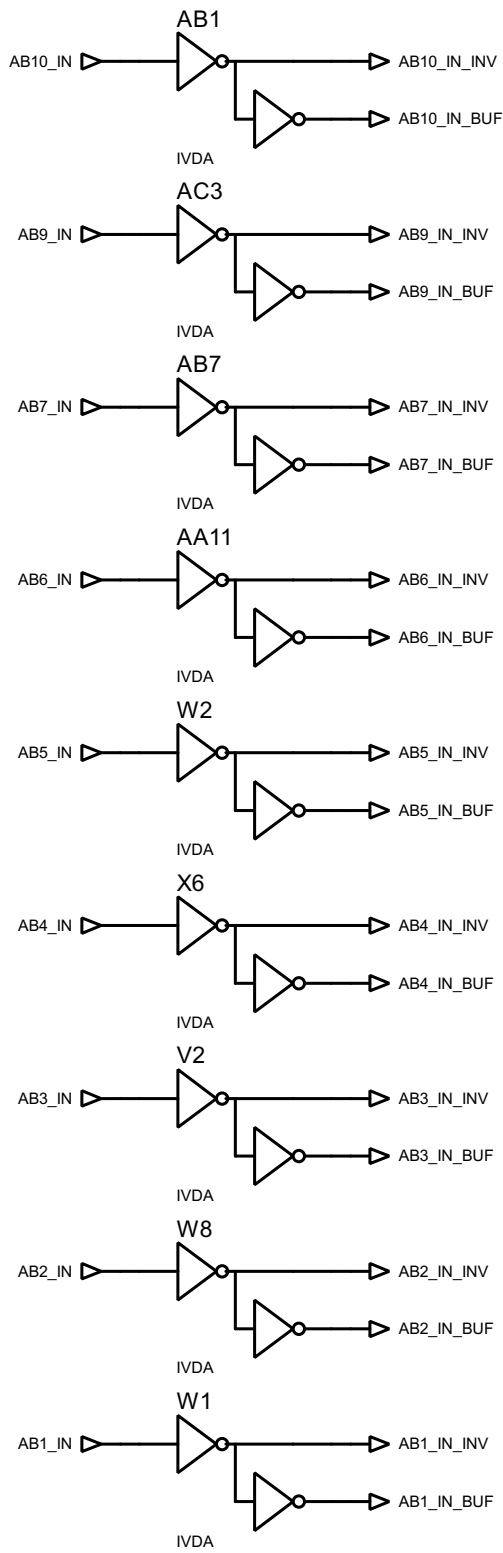 AB1
AB10_IN
AB10_IN_INV
AB10_IN_BUF
IVDA
AC3
AB9_IN
AB9_IN_INV
AB9_IN_BUF
IVDA
AB7
AB7_IN
AB7_IN_INV
AB7_IN_BUF
IVDA
AA11
AB6_IN
AB6_IN_INV
AB6_IN_BUF
IVDA
W2
AB5_IN
AB5_IN_INV
AB5_IN_BUF
IVDA
X6
AB4_IN
AB4_IN_INV
AB4_IN_BUF
IVDA
V2
AB3_IN
AB3_IN_INV
AB3_IN_BUF
IVDA
W8
AB2_IN
AB2_IN_INV
AB2_IN_BUF
IVDA
W1
AB1_IN
AB1_IN_INV
AB1_IN_BUF
IVDA